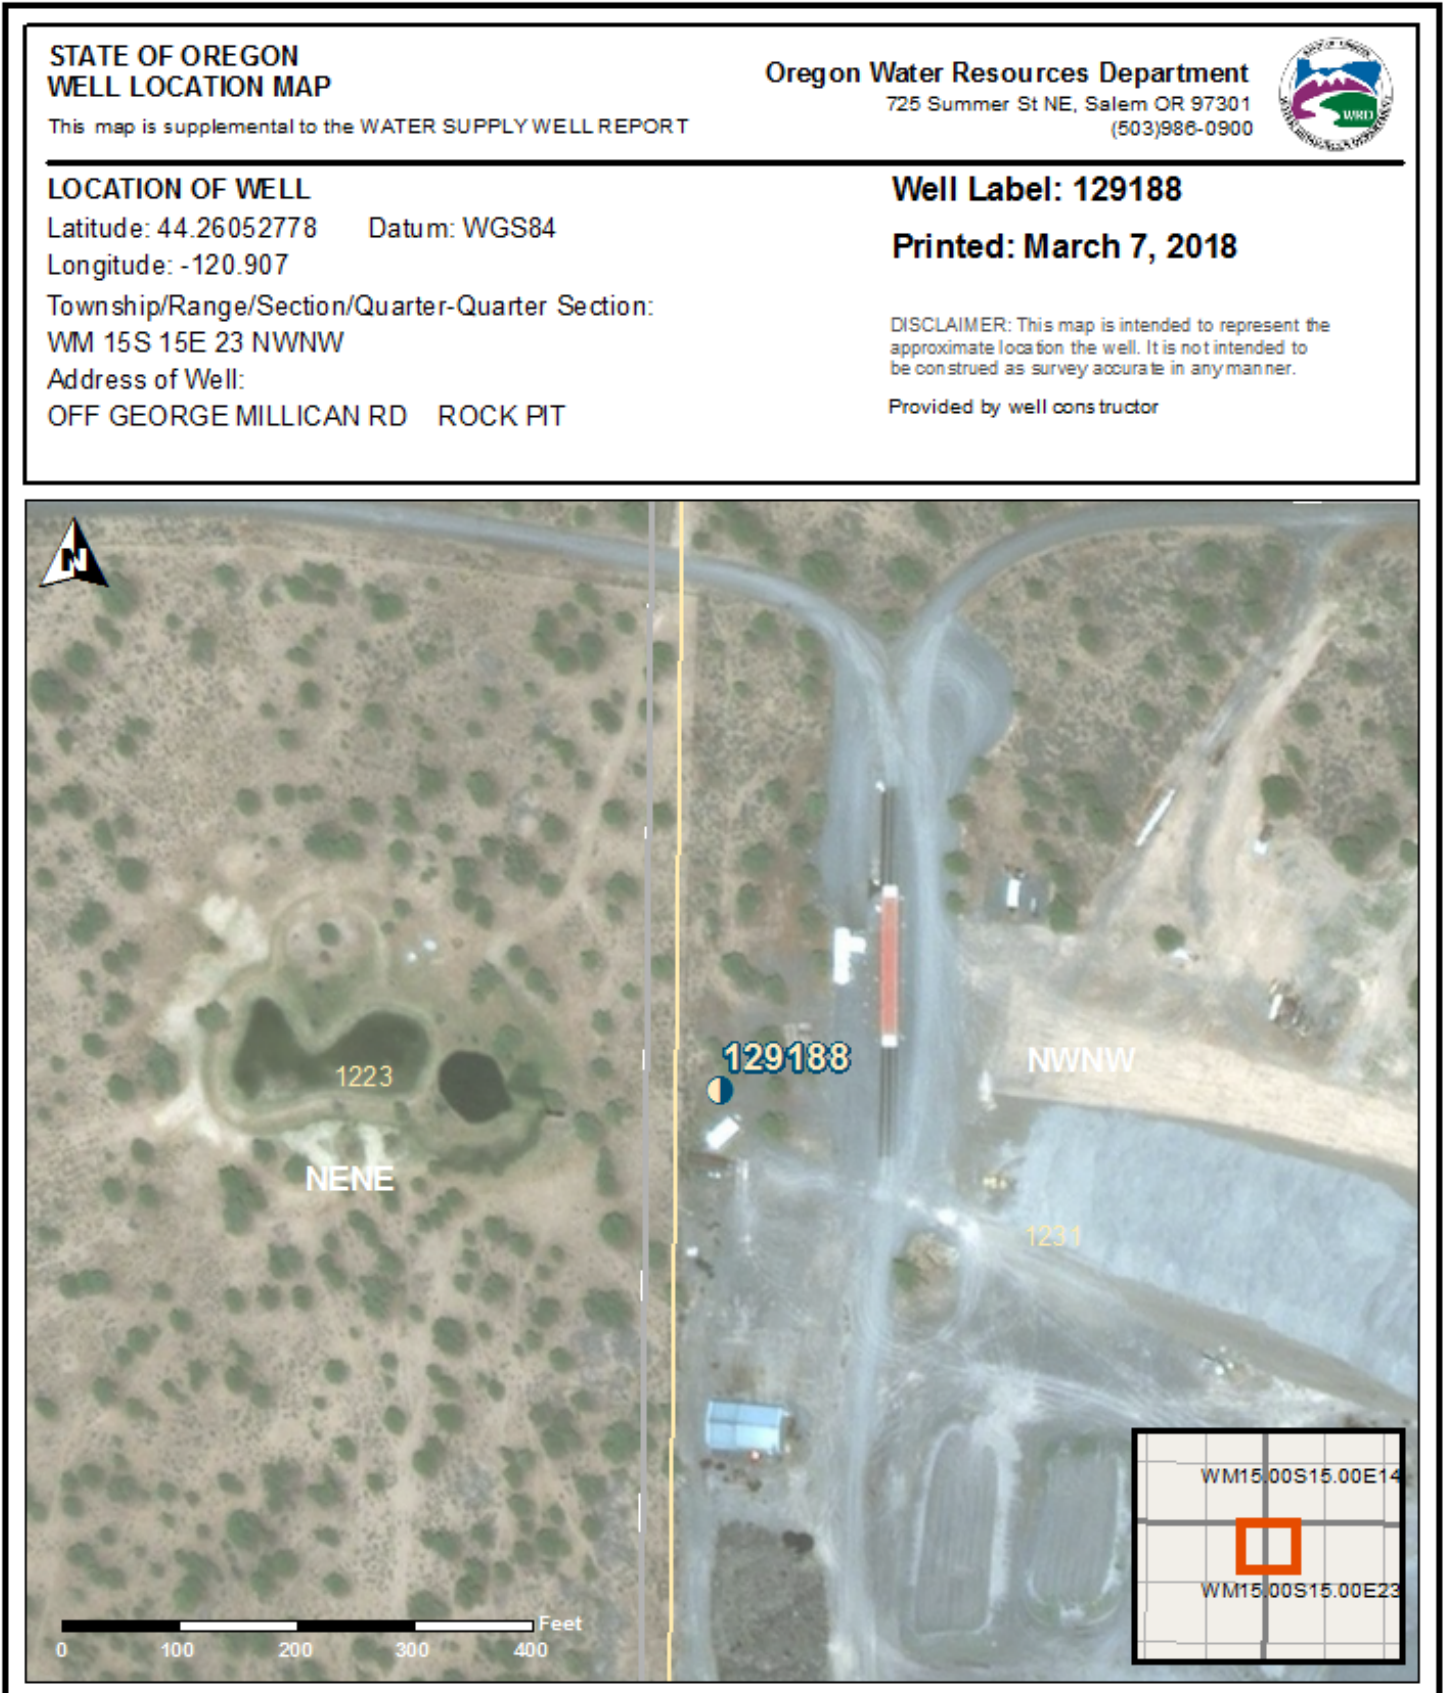 STATE OF OREGON
WELL LOCATION MAP
This map is supplemental to the WATER SUPPLY WELL REPORT
Oregon Water Resources Department
725 Summer St NE, Salem OR 97301
(503)986-0900
WRD
LOCATION OF WELL
Latitude: 44.26052778 Datum: WGS84
Longitude: -120.907
Township/Range/Section/Quarter-Quarter Section:
WM 15S 15E 23 NWNW
Address of Well:
OFF GEORGE MILLICAN RD ROCK PIT
Well Label: 129188
Printed: March 7, 2018
DISCLAIMER: This map is intended to represent the
approximate location the well. It is not intended to
be construed as survey accurate in any manner.
Provided by well constructor
N
129188
NWNW
1223
NENE
1231
WM15.00S15.00E14
WM15.00S15.00E23
Feet
0 100 200 300 400